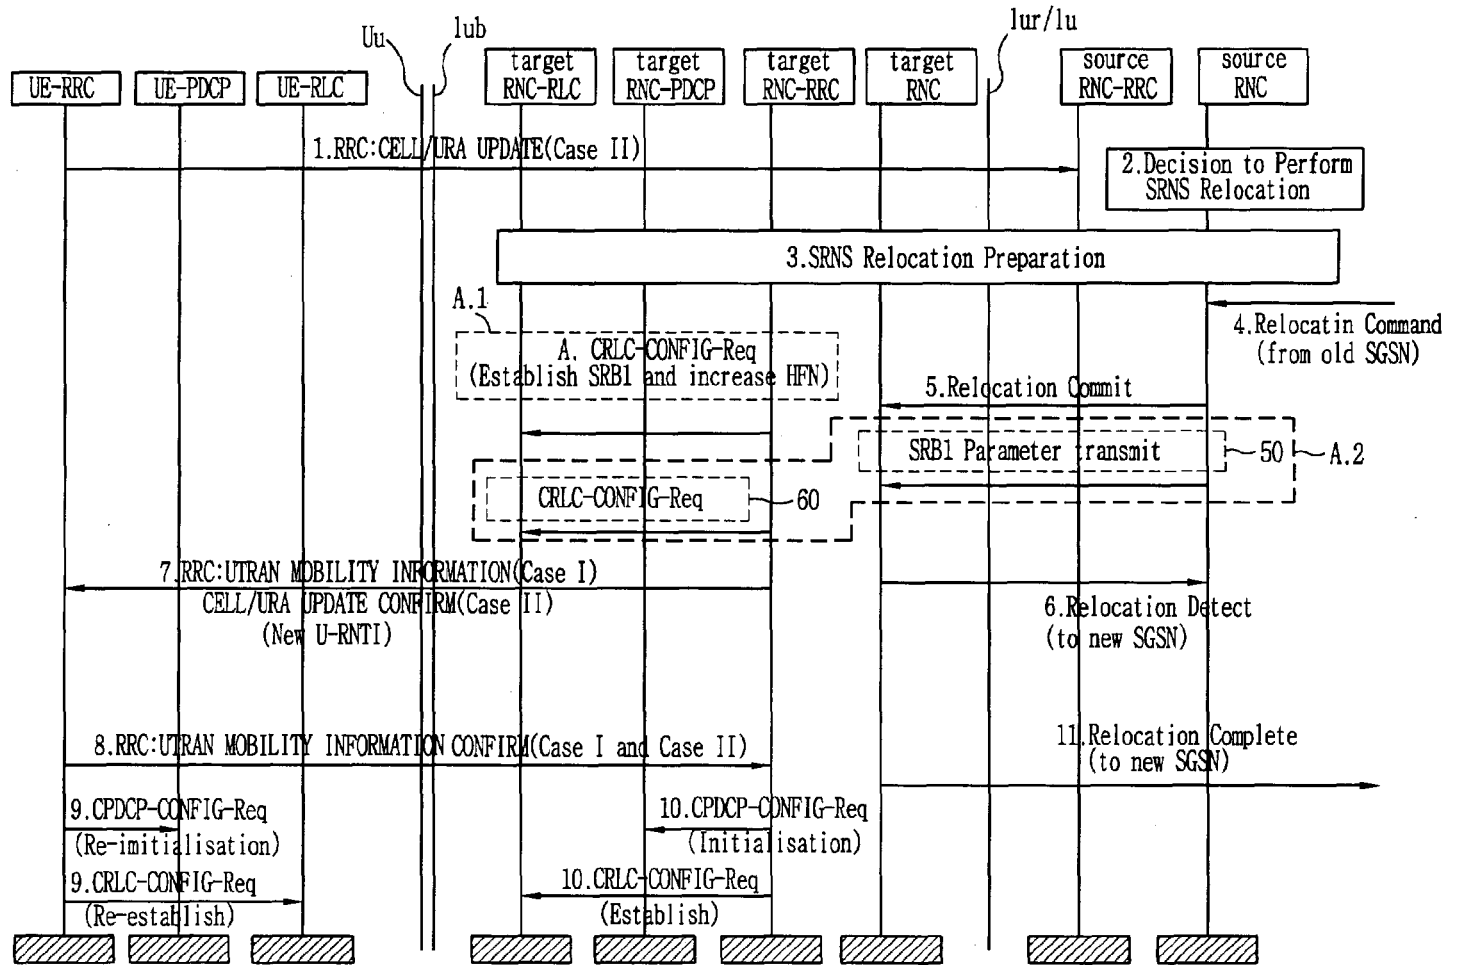 Uu
lub
lur/lu
UE-RRC
UE-PDCP
UE-RLC
target
RNC-RLC
target
RNC-PDCP
target
RNC-RRC
target
RNC
source
RNC-RRC
source
RNC
1.RRC:CELL/URA UPDATE(Case II)
2.Decision to Perform
SRNS Relocation
3.SRNS Relocation Preparation
A.1
4.Relocatin Command
(from old SGSN)
A. CRLC-CONFIG-Req
(Establish SRB1 and increase HFN)
5.Relocation Commit
SRB1 Parameter transmit
50
A.2
CRLC-CONFIG-Req
60
7.RRC:UTRAN MOBILITY INFORMATION(Case I)
CELL/URA UPDATE CONFIRM(Case II)
(New U-RNTI)
6.Relocation Detect
(to new SGSN)
8.RRC:UTRAN MOBILITY INFORMATION CONFIRM(Case I and Case II)
11.Relocation Complete
(to new SGSN)
9.CPDCP-CONFIG-Req
(Re-imitialisation)
10.CPDCP-CONFIG-Req
(Initialisation)
9.CRLC-CONFIG-Req
(Re-establish)
10.CRLC-CONFIG-Req
(Establish)